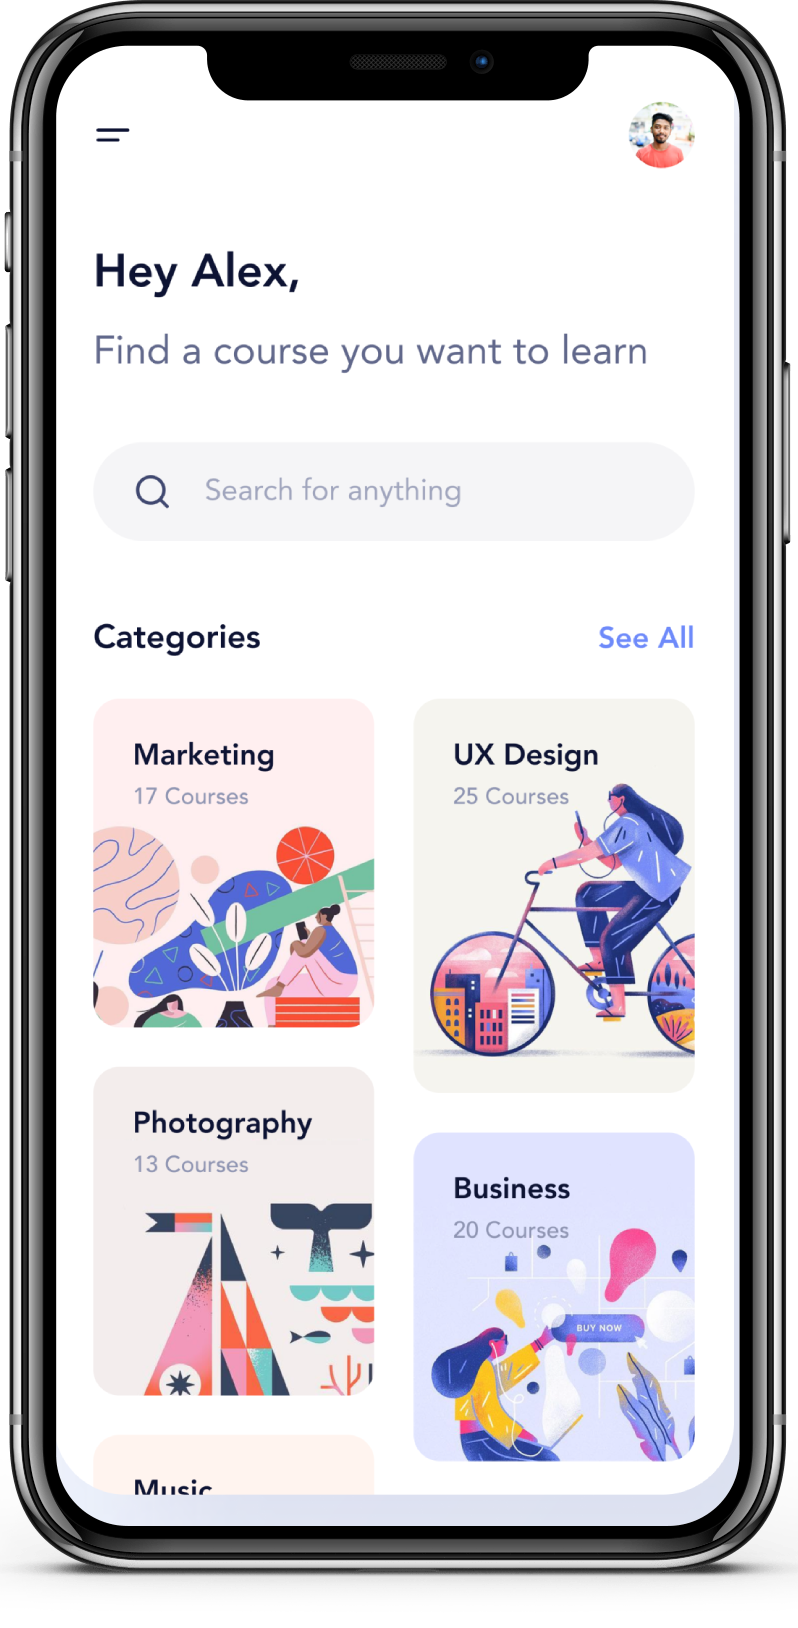 Hey Alex,
Find a course you want to learn
Search for anything
Categories
See All
Marketing
17 Courses
UX Design
25 Courses
Photography
13 Courses
Business
20 Courses
BUY NOW
Music